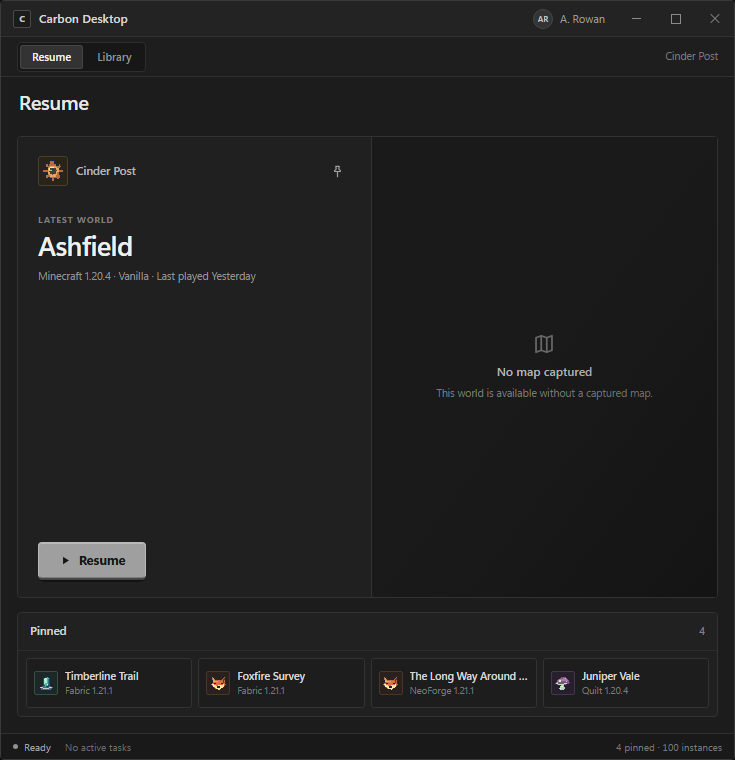 C Carbon Desktop
AR A. Rowan
Resume Library
Cinder Post
Resume
Cinder Post
LATEST WORLD
Ashfield
Minecraft 1.20.4 · Vanilla · Last played Yesterday
No map captured
This world is available without a captured map.
Resume
Pinned 4
Timberline Trail
Fabric 1.21.1
Foxfire Survey
Fabric 1.21.1
The Long Way Around ...
NeoForge 1.21.1
Juniper Vale
Quilt 1.20.4
Ready No active tasks
4 pinned · 100 instances